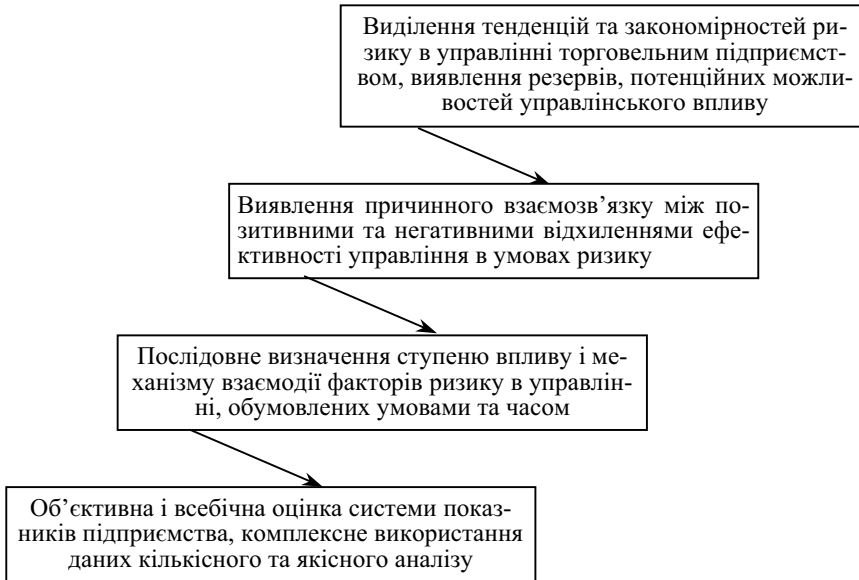 Виділення тенденцій та закономірностей ри-
зику в управлінні торговельним підприємст-
вом, виявлення резервів, потенційних можли-
востей управлінського впливу
Виявлення причинного взаємозв’язку між по-
зитивними та негативними відхиленнями ефе-
ктивності управління в умовах ризику
Послідовне визначення ступеню впливу і ме-
ханізму взаємодії факторів ризику в управлін-
ні, обумовлених умовами та часом
Об’єктивна і всебічна оцінка системи показ-
ників підприємства, комплексне використання
даних кількісного та якісного аналізу